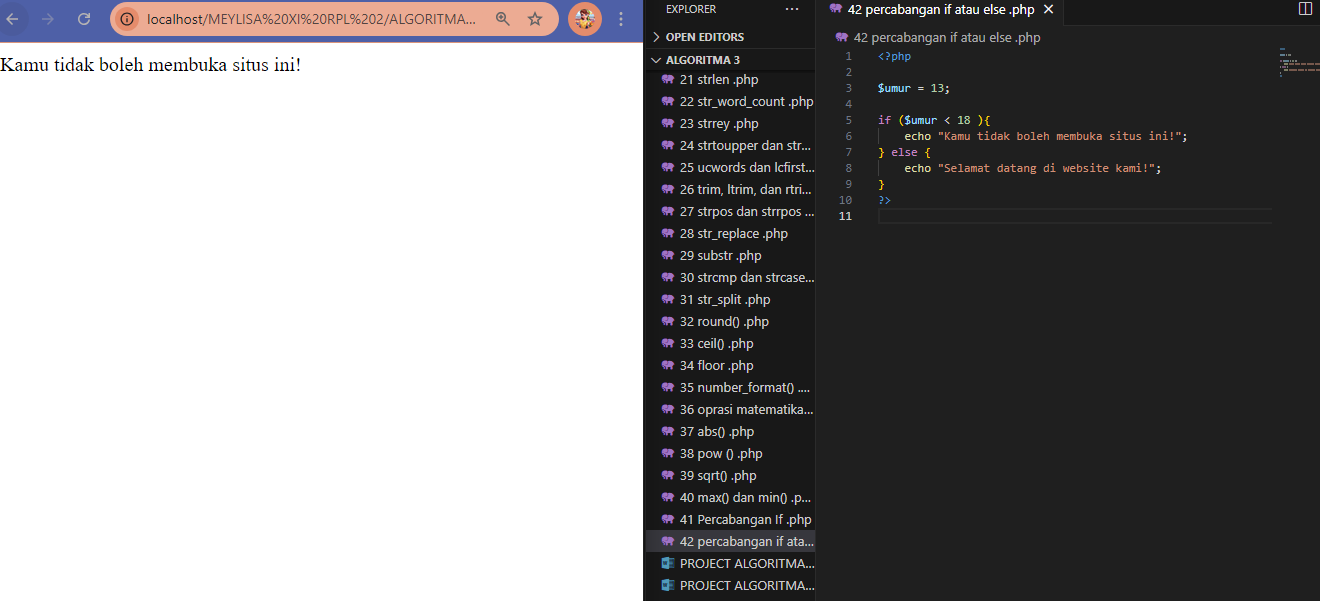 localhost/MEYLISA%20XI%20RPL%202/ALGORITMA...
Kamu tidak boleh membuka situs ini!
EXPLORER
OPEN EDITORS
ALGORITMA 3
21 strlen .php
22 str_word_count .php
23 strrey .php
24 strtoupper dan str...
25 ucwords dan lcfirst...
26 trim, ltrim, dan rtri...
27 strpos dan strrpos ...
28 str_replace .php
29 substr .php
30 strcmp dan strcase...
31 str_split .php
32 round() .php
33 ceil() .php
34 floor .php
35 number_format() ....
36 oprasi matematika...
37 abs() .php
38 pow () .php
39 sqrt() .php
40 max() dan min() .p...
41 Percabangan If .php
42 percabangan if ata...
PROJECT ALGORITMA...
PROJECT ALGORITMA...
42 percabangan if atau else .php
42 percabangan if atau else .php
1 <?php
2
3 $umur = 13;
4
5 if ($umur < 18 ){
6 echo "Kamu tidak boleh membuka situs ini!";
7 } else {
8 echo "Selamat datang di website kami!";
9 }
10 ?>
11